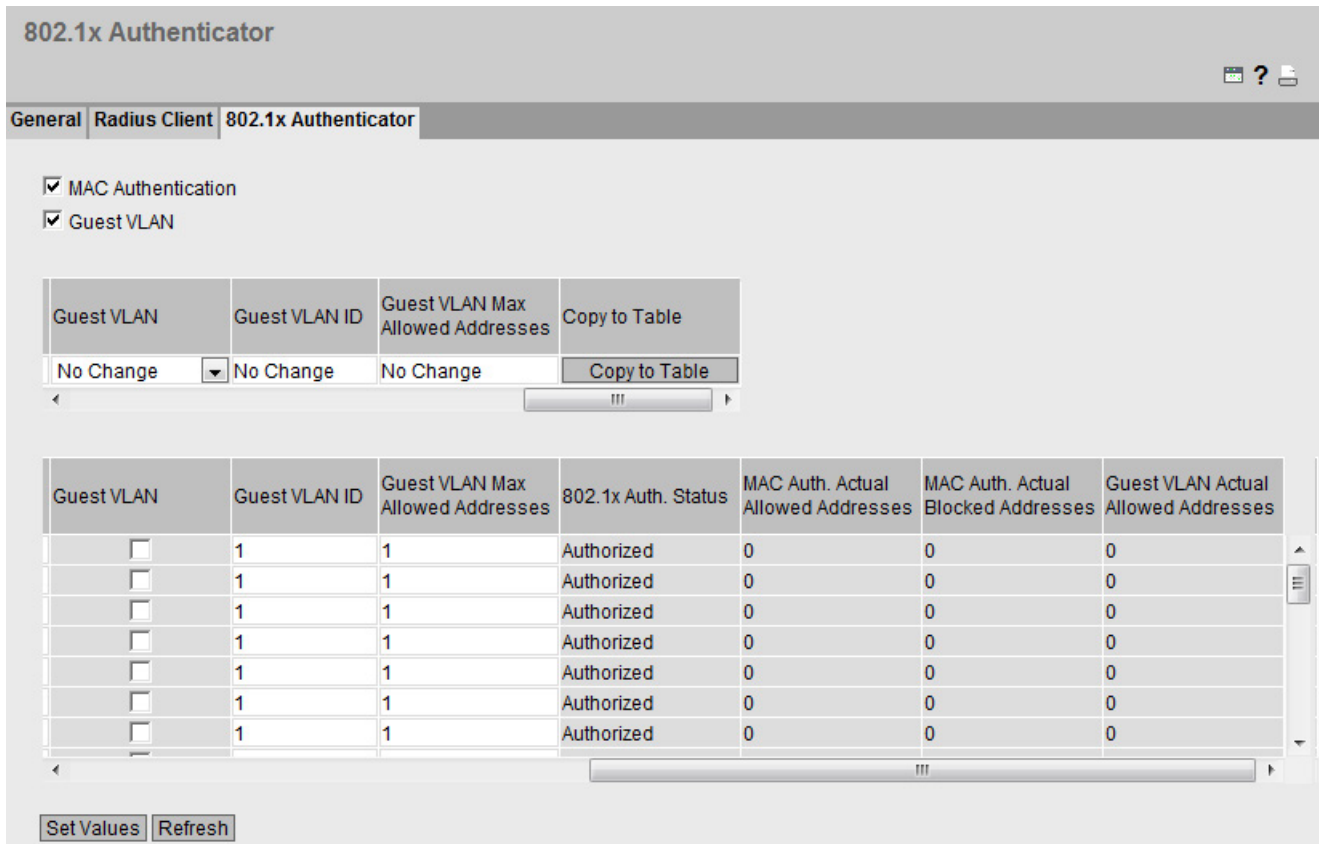 802.1x Authenticator
?
General Radius Client 802.1x Authenticator
MAC Authentication
Guest VLAN
Guest VLAN Guest VLAN ID Guest VLAN Max Allowed Addresses Copy to Table
No Change No Change No Change Copy to Table
Guest VLAN Guest VLAN ID Guest VLAN Max Allowed Addresses 802.1x Auth. Status MAC Auth. Actual Allowed Addresses MAC Auth. Actual Blocked Addresses Guest VLAN Actual Allowed Addresses
1 1 Authorized 0 0 0
1 1 Authorized 0 0 0
1 1 Authorized 0 0 0
1 1 Authorized 0 0 0
1 1 Authorized 0 0 0
1 1 Authorized 0 0 0
1 1 Authorized 0 0 0
Set Values Refresh